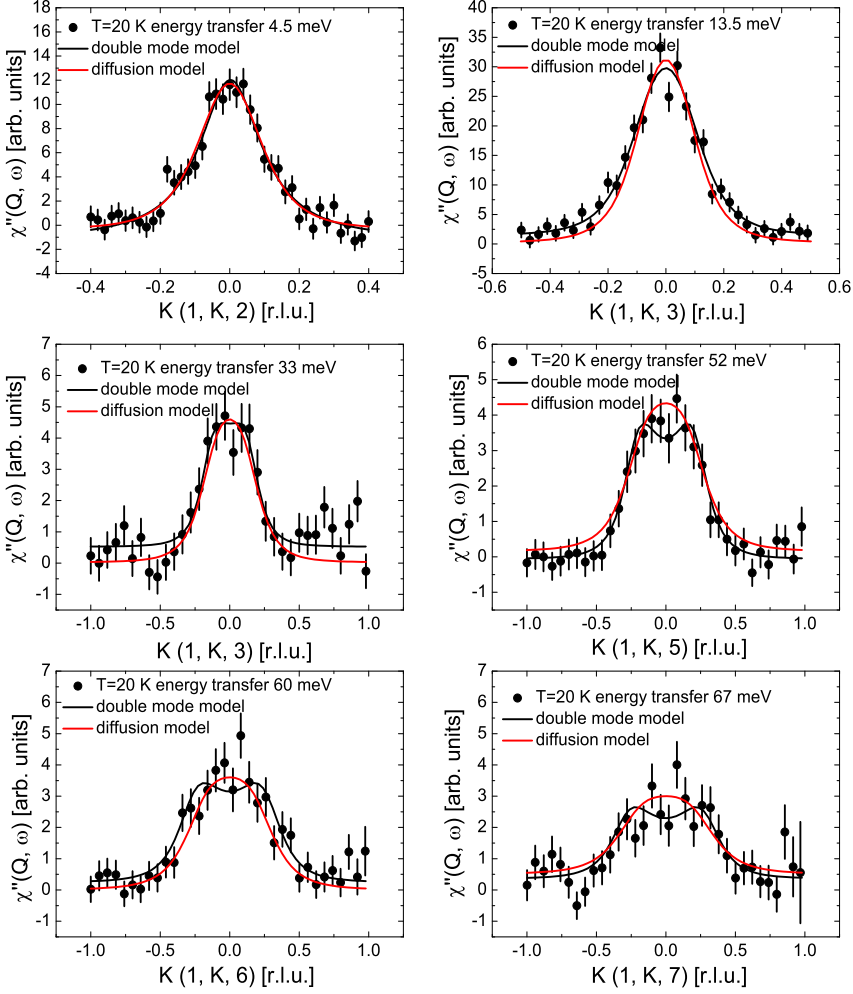 T=20 K energy transfer 4.5 meV
double mode model
diffusion model
χ''(Q, ω) [arb. units]
18
16
14
12
10
8
6
4
2
0
-2
-4
-0.4 -0.2 0.0 0.2 0.4
K (1, K, 2) [r.l.u.]
T=20 K energy transfer 13.5 meV
double mode model
diffusion model
χ''(Q, ω) [arb. units]
40
35
30
25
20
15
10
5
0
-5
-0.6 -0.4 -0.2 0.0 0.2 0.4 0.6
K (1, K, 3) [r.l.u.]
T=20 K energy transfer 33 meV
double mode model
diffusion model
χ''(Q, ω) [arb. units]
7
6
5
4
3
2
1
0
-1
-1.0 -0.5 0.0 0.5 1.0
K (1, K, 3) [r.l.u.]
T=20 K energy transfer 52 meV
double mode model
diffusion model
χ''(Q, ω) [arb. units]
6
5
4
3
2
1
0
-1
-1.0 -0.5 0.0 0.5 1.0
K (1, K, 5) [r.l.u.]
T=20 K energy transfer 60 meV
double mode model
diffusion model
χ''(Q, ω) [arb. units]
7
6
5
4
3
2
1
0
-1
-1.0 -0.5 0.0 0.5 1.0
K (1, K, 6) [r.l.u.]
T=20 K energy transfer 67 meV
double mode model
diffusion model
χ''(Q, ω) [arb. units]
7
6
5
4
3
2
1
0
-1
-1.0 -0.5 0.0 0.5 1.0
K (1, K, 7) [r.l.u.]